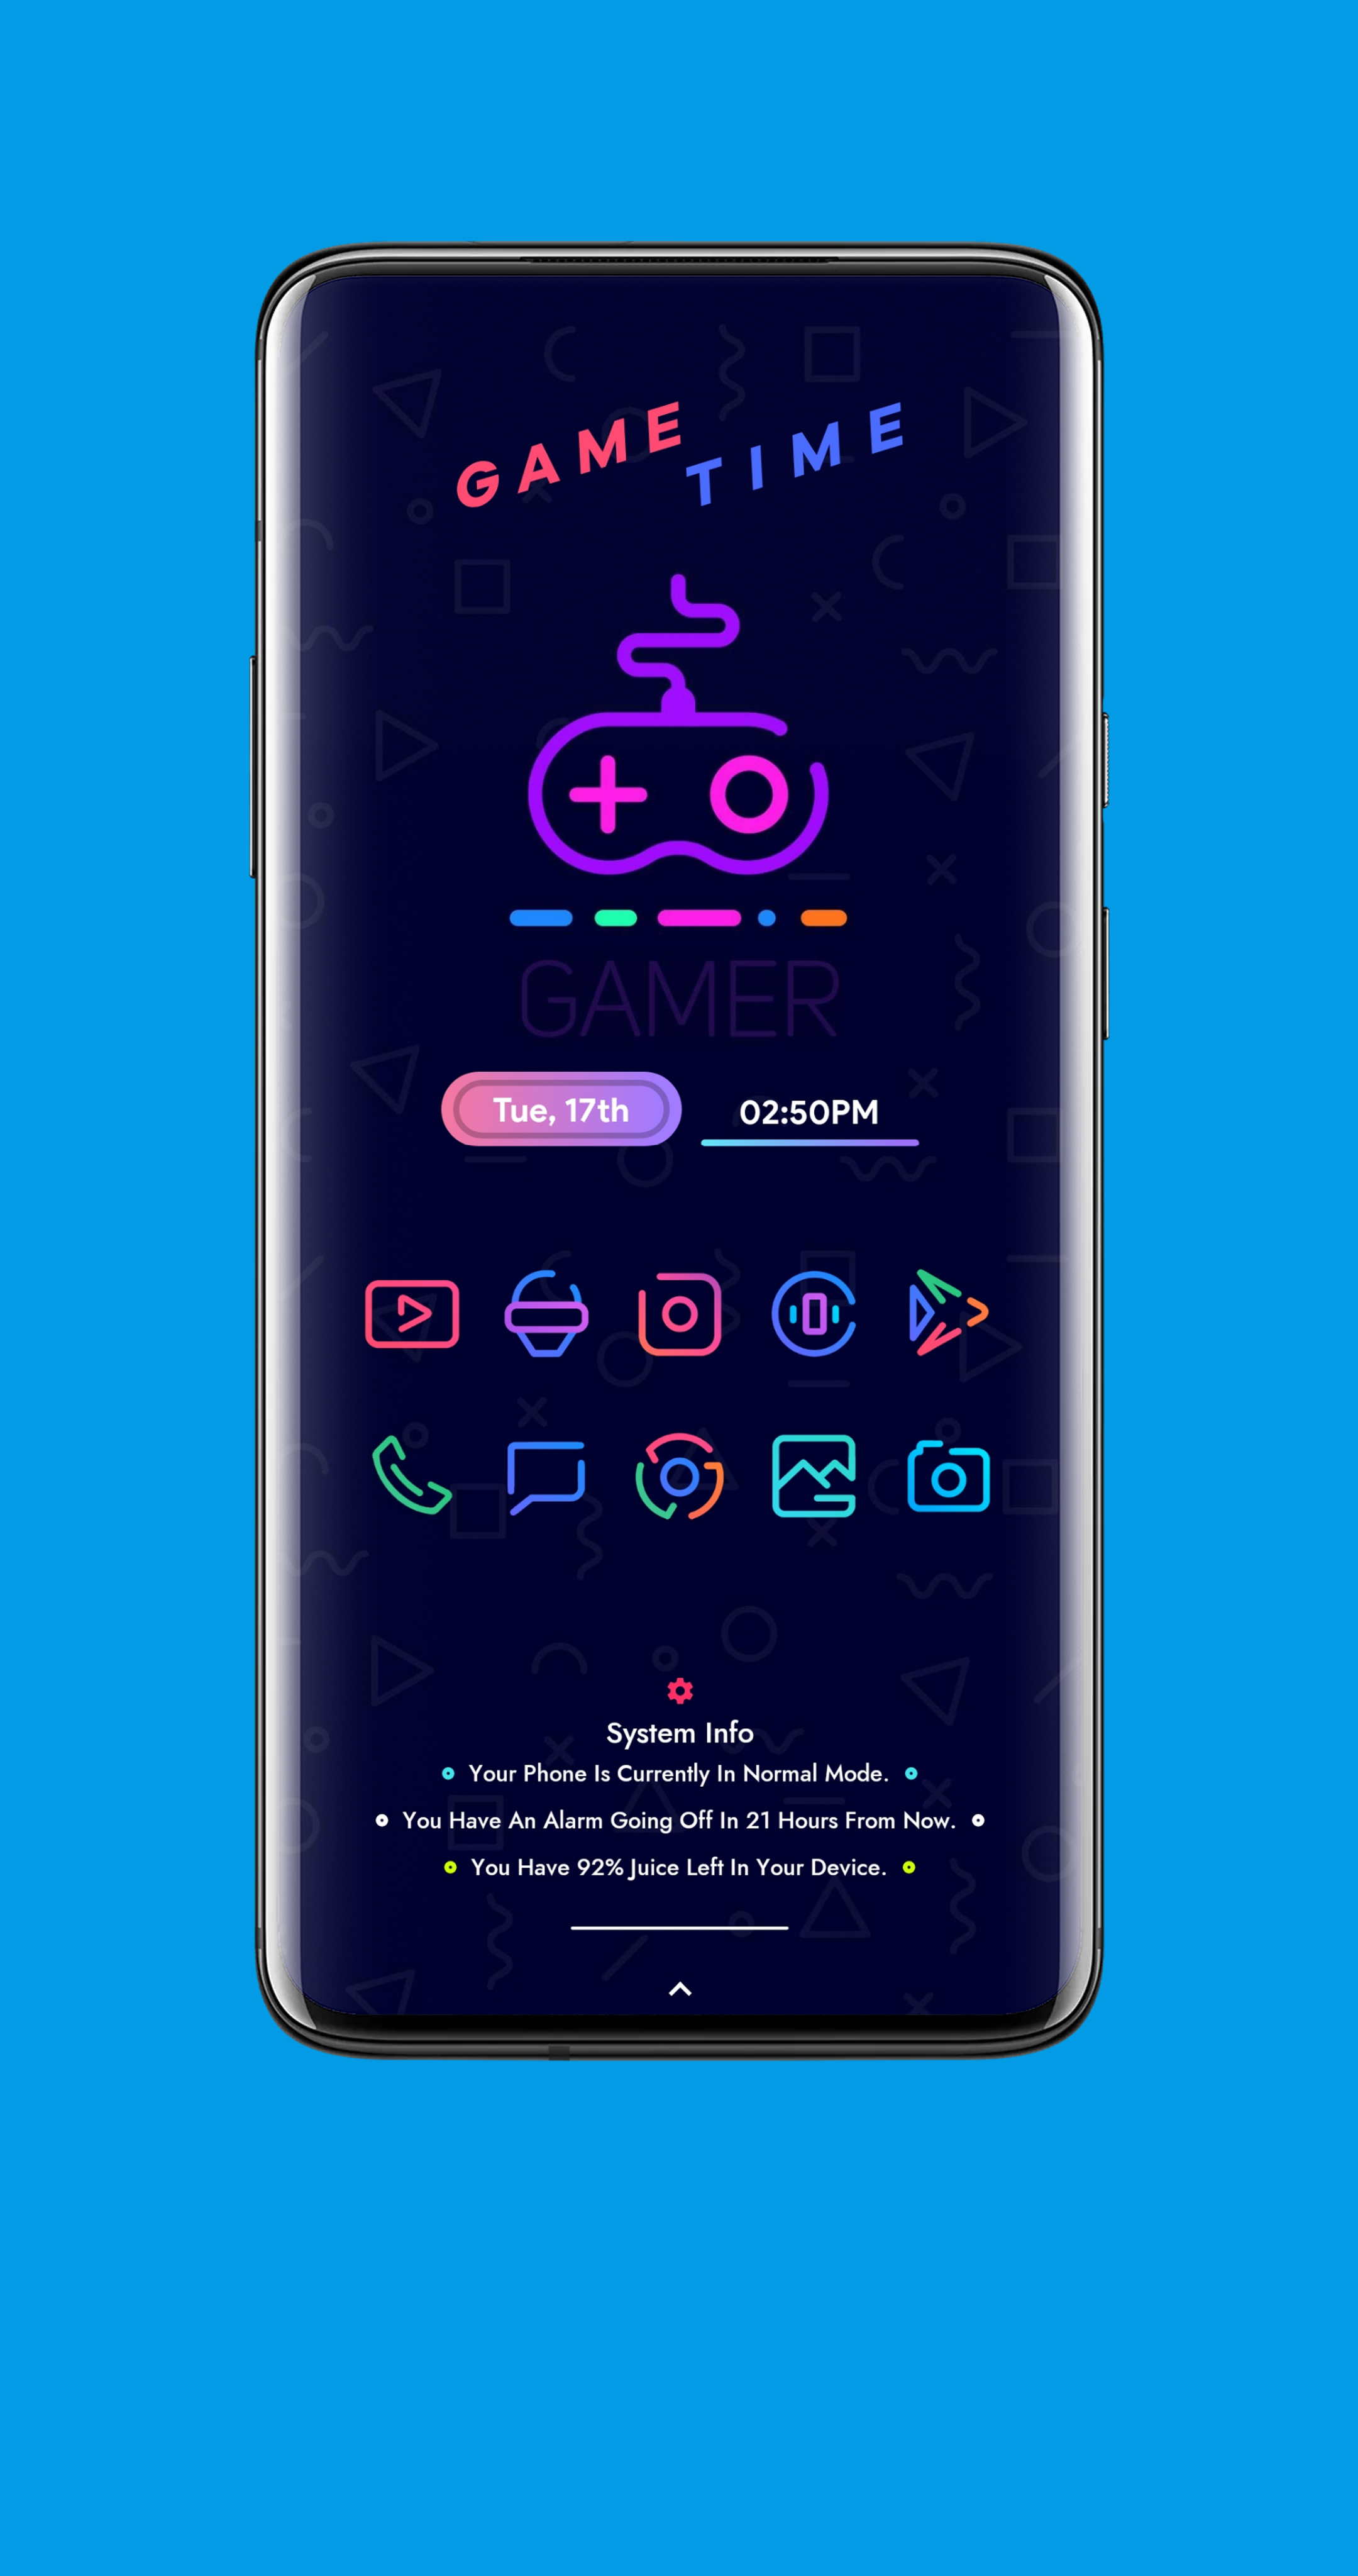 GAME TIME
GAMER
Tue, 17th 02:50PM
System Info
Your Phone Is Currently In Normal Mode.
You Have An Alarm Going Off In 21 Hours From Now.
You Have 92% Juice Left In Your Device.